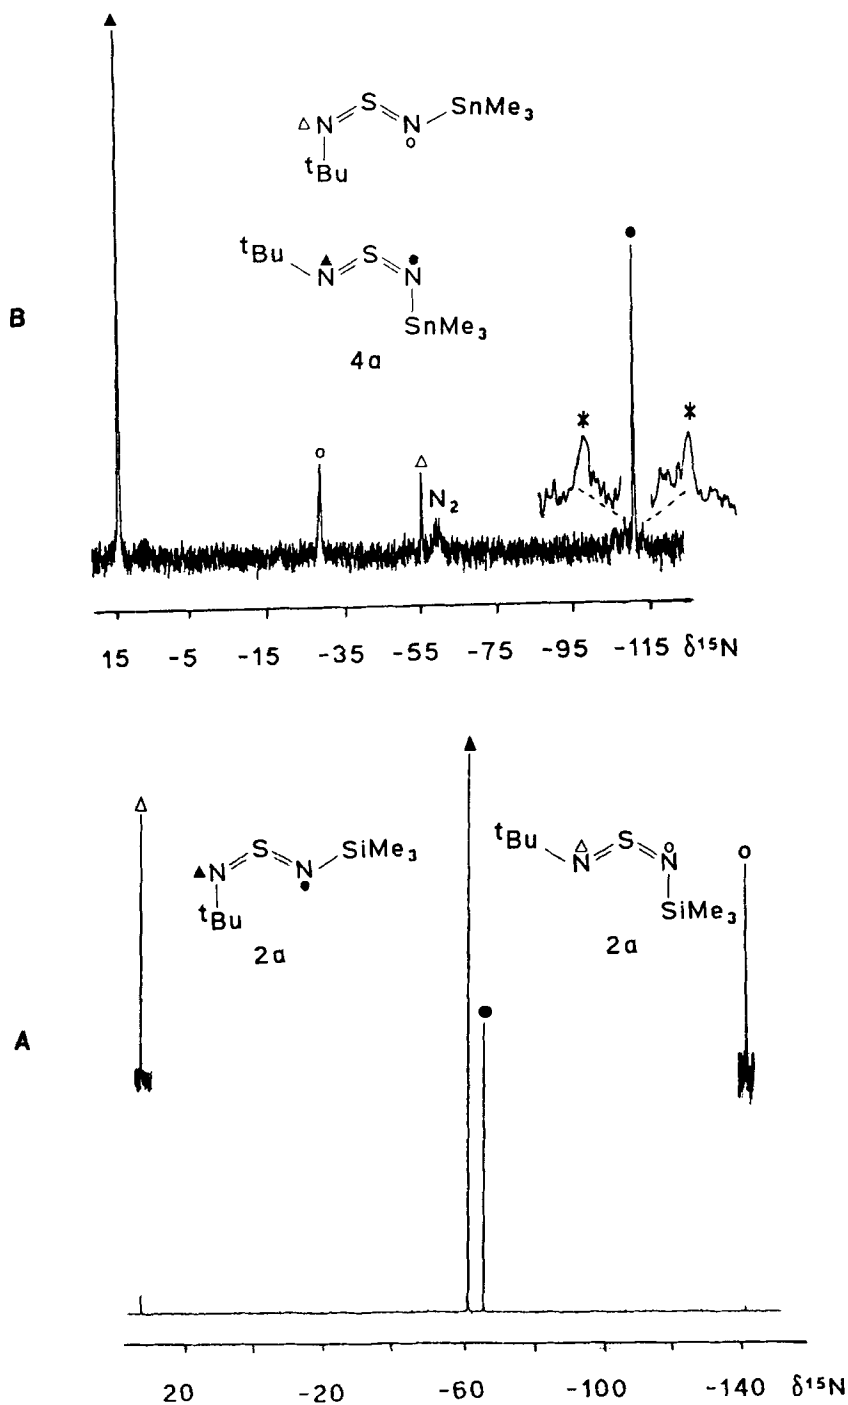 ▲
S
△ N N SnMe3
o
tBu
tBu S
▲ ●
N N
SnMe3
4a
B
●
* *
o △
N2
15 -5 -15 -35 -55 -75 -95 -115 δ15N
▲
△
tBu △ S o
N N
SiMe3
2a
S SiMe3
▲ N N
●
tBu
2a
o
●
A
20 -20 -60 -100 -140 δ15N